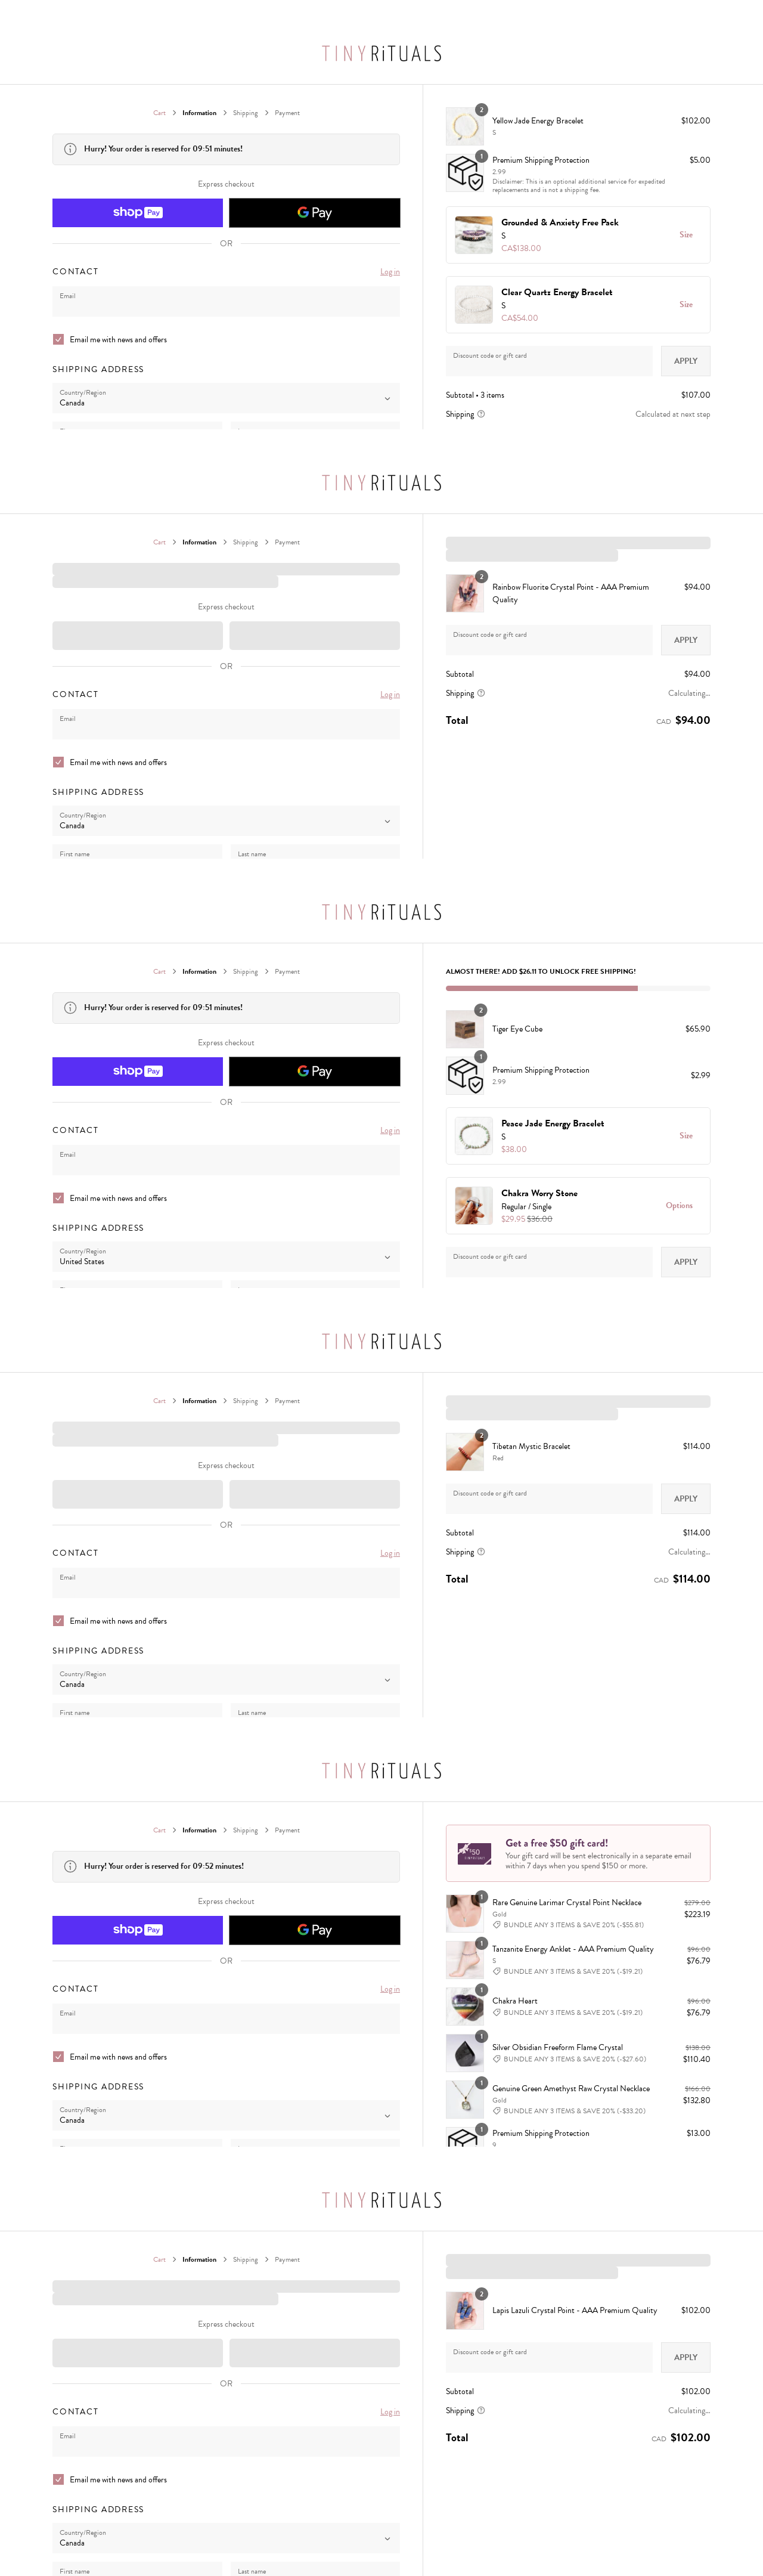 TINYRiTUALS
Cart > Information > Shipping > Payment
Hurry! Your order is reserved for 09:51 minutes!
Express checkout
shop Pay
G Pay
OR
CONTACT
Log in
Email
Email me with news and offers
SHIPPING ADDRESS
Country/Region
Canada
2
Yellow Jade Energy Bracelet
$102.00
S
1
Premium Shipping Protection
$5.00
2.99
Disclaimer: This is an optional additional service for expedited
replacements and is not a shipping fee.
Grounded & Anxiety Free Pack
S
CA$138.00
Size
Clear Quartz Energy Bracelet
S
CA$54.00
Size
Discount code or gift card
APPLY
Subtotal • 3 items
$107.00
Shipping
Calculated at next step
TINYRiTUALS
Cart > Information > Shipping > Payment
Express checkout
OR
CONTACT
Log in
Email
Email me with news and offers
SHIPPING ADDRESS
Country/Region
Canada
First name
Last name
2
Rainbow Fluorite Crystal Point - AAA Premium
Quality
$94.00
Discount code or gift card
APPLY
Subtotal
$94.00
Shipping
Calculating...
Total
CAD $94.00
TINYRiTUALS
Cart > Information > Shipping > Payment
Hurry! Your order is reserved for 09:51 minutes!
Express checkout
shop Pay
G Pay
OR
CONTACT
Log in
Email
Email me with news and offers
SHIPPING ADDRESS
Country/Region
United States
ALMOST THERE! ADD $26.11 TO UNLOCK FREE SHIPPING!
2
Tiger Eye Cube
$65.90
1
Premium Shipping Protection
2.99
$2.99
Peace Jade Energy Bracelet
S
$38.00
Size
Chakra Worry Stone
Regular / Single
$29.95 $36.00
Options
Discount code or gift card
APPLY
TINYRiTUALS
Cart > Information > Shipping > Payment
Express checkout
OR
CONTACT
Log in
Email
Email me with news and offers
SHIPPING ADDRESS
Country/Region
Canada
First name
Last name
2
Tibetan Mystic Bracelet
$114.00
Red
Discount code or gift card
APPLY
Subtotal
$114.00
Shipping
Calculating...
Total
CAD $114.00
TINYRiTUALS
Cart > Information > Shipping > Payment
Hurry! Your order is reserved for 09:52 minutes!
Express checkout
shop Pay
G Pay
OR
CONTACT
Log in
Email
Email me with news and offers
SHIPPING ADDRESS
Country/Region
Canada
$50
Get a free $50 gift card!
Your gift card will be sent electronically in a separate email
within 7 days when you spend $150 or more.
1
Rare Genuine Larimar Crystal Point Necklace
$279.00
Gold
$223.19
BUNDLE ANY 3 ITEMS & SAVE 20% (-$55.81)
1
Tanzanite Energy Anklet - AAA Premium Quality
$96.00
S
$76.79
BUNDLE ANY 3 ITEMS & SAVE 20% (-$19.21)
1
Chakra Heart
$96.00
BUNDLE ANY 3 ITEMS & SAVE 20% (-$19.21)
$76.79
1
Silver Obsidian Freeform Flame Crystal
$138.00
BUNDLE ANY 3 ITEMS & SAVE 20% (-$27.60)
$110.40
1
Genuine Green Amethyst Raw Crystal Necklace
$166.00
Gold
$132.80
BUNDLE ANY 3 ITEMS & SAVE 20% (-$33.20)
1
Premium Shipping Protection
$13.00
TINYRiTUALS
Cart > Information > Shipping > Payment
Express checkout
OR
CONTACT
Log in
Email
Email me with news and offers
SHIPPING ADDRESS
Country/Region
Canada
First name
Last name
2
Lapis Lazuli Crystal Point - AAA Premium Quality
$102.00
Discount code or gift card
APPLY
Subtotal
$102.00
Shipping
Calculating...
Total
CAD $102.00